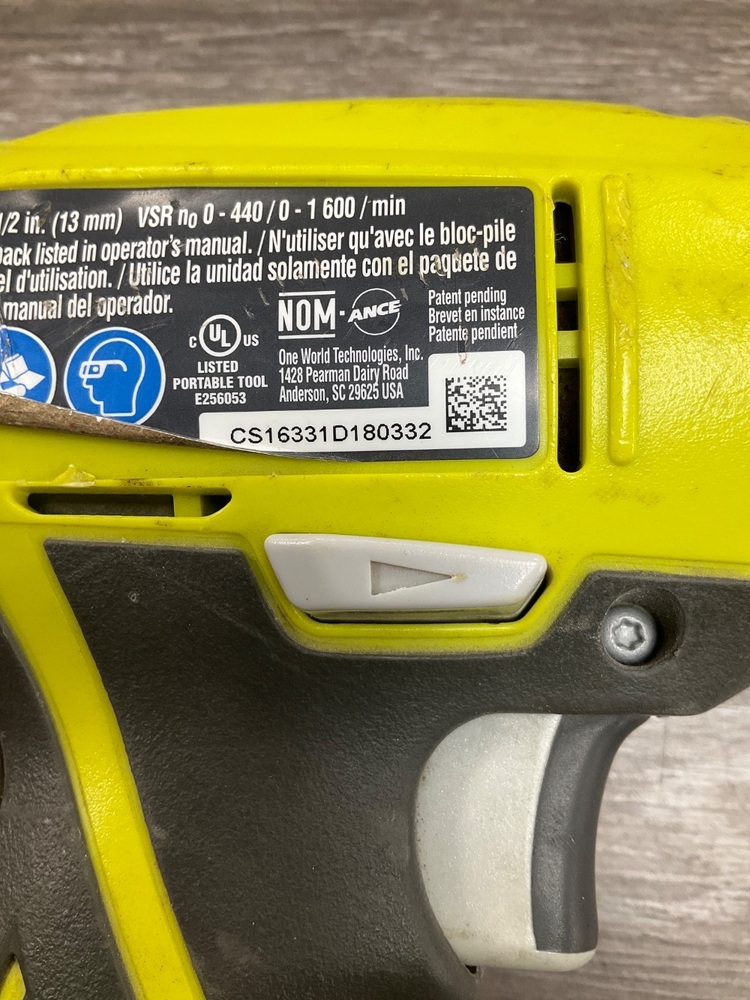 1/2 in. (13 mm) VSR n₀ 0 - 440 / 0 - 1 600 / min
pack listed in operator's manual. / N'utiliser qu'avec le bloc-pile
el d'utilisation. / Utilice la unidad solamente con el paquete de
manual del operador.
C UL US
LISTED
PORTABLE TOOL
E256053
NOM - ANCE
One World Technologies, Inc.
1428 Pearman Dairy Road
Anderson, SC 29625 USA
Patent pending
Brevet en instance
Patente pendient
CS16331D180332